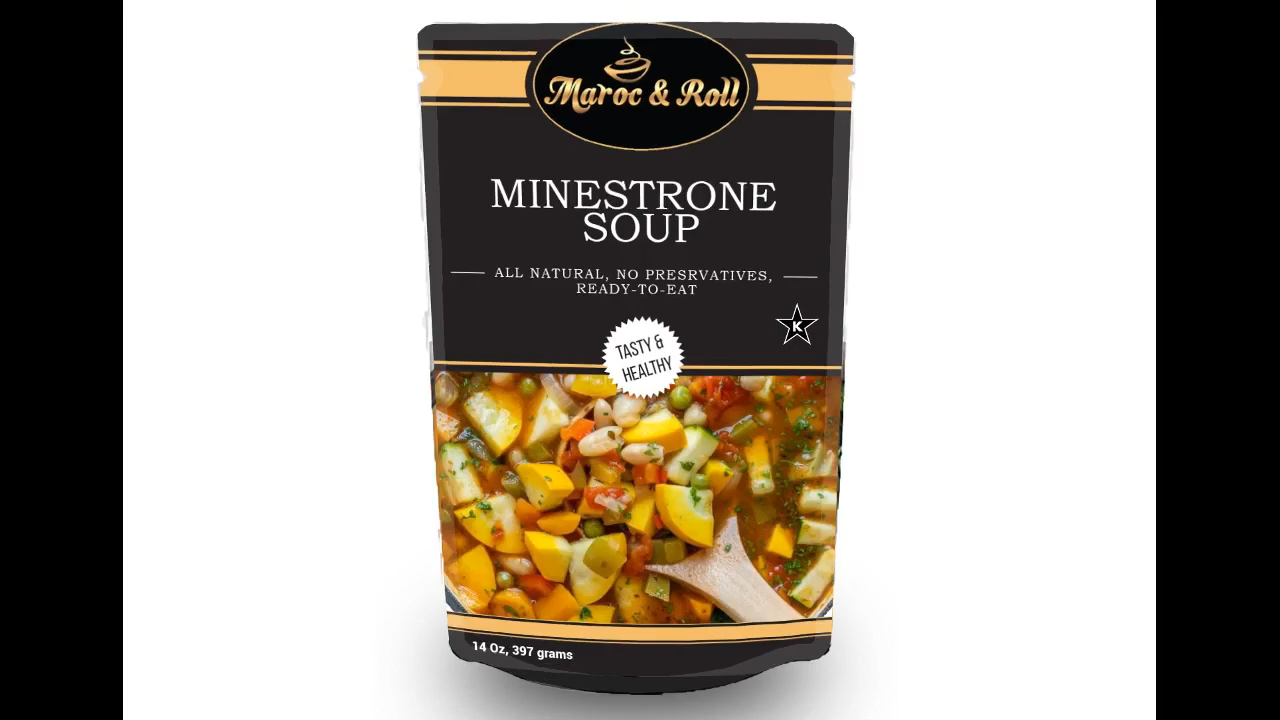 Maroc & Roll
MINESTRONE
SOUP
ALL NATURAL, NO PRESRVATIVES,
READY-TO-EAT
K
TASTY &
HEALTHY
14 Oz, 397 grams